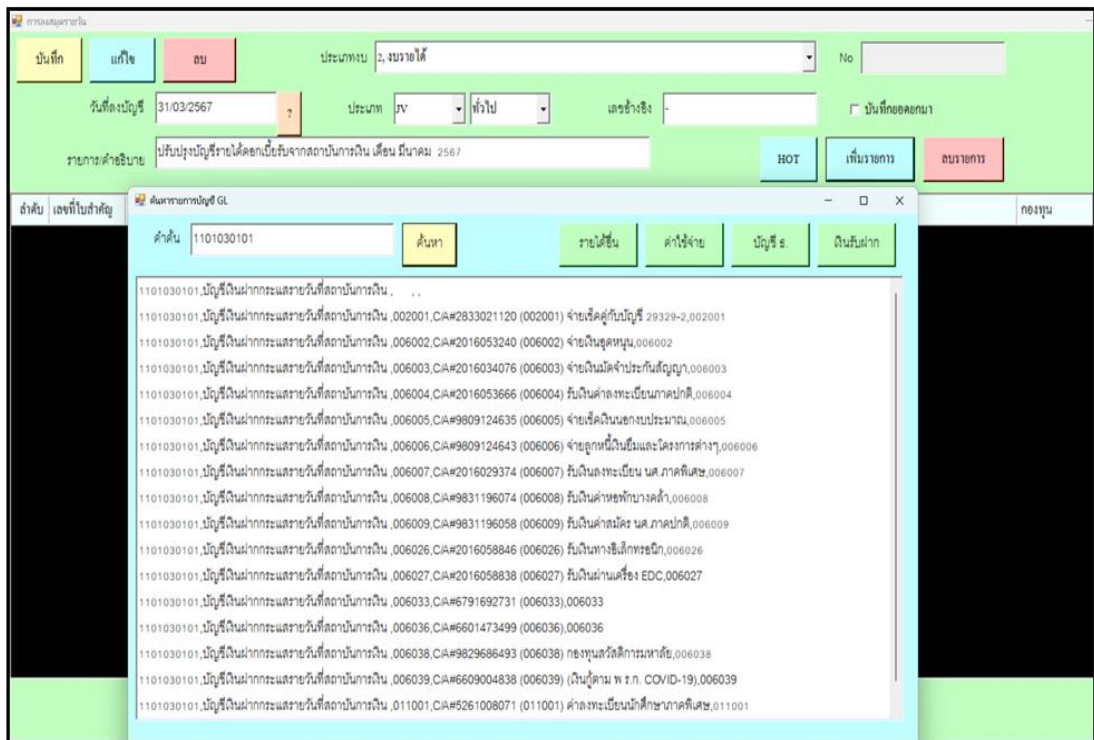 การลงสมุดรายวัน
บันทึก แก้ไข ลบ ประเภทงบ 2, งบรายได้ No
วันที่ลงบัญชี 31/03/2567 ? ประเภท JV ทั่วไป เลขอ้างอิง - บันทึกยอดยกมา
รายการ/คำอธิบาย ปรับปรุงบัญชีรายได้ดอกเบี้ยรับจากสถาบันการเงิน เดือน มีนาคม 2567 HOT เพิ่มรายการ ลบรายการ
ลำดับ เลขที่ใบสำคัญ กองทุน
ค้นหารายการบัญชี GL
คำค้น 1101030101 ค้นหา รายได้อื่น ค่าใช้จ่าย บัญชี ธ. เงินรับฝาก
1101030101,บัญชีเงินฝากกระแสรายวันที่สถาบันการเงิน , , ,
1101030101,บัญชีเงินฝากกระแสรายวันที่สถาบันการเงิน ,002001,C/A#2833021120 (002001) จ่ายเช็คคู่กับบัญชี 29329-2,002001
1101030101,บัญชีเงินฝากกระแสรายวันที่สถาบันการเงิน ,006002,C/A#2016053240 (006002) จ่ายเงินอุดหนุน,006002
1101030101,บัญชีเงินฝากกระแสรายวันที่สถาบันการเงิน ,006003,C/A#2016034076 (006003) จ่ายเงินมัดจำประกันสัญญา,006003
1101030101,บัญชีเงินฝากกระแสรายวันที่สถาบันการเงิน ,006004,C/A#2016053666 (006004) รับเงินค่าลงทะเบียนภาคปกติ,006004
1101030101,บัญชีเงินฝากกระแสรายวันที่สถาบันการเงิน ,006005,C/A#9809124635 (006005) จ่ายเช็คเงินนอกงบประมาณ,006005
1101030101,บัญชีเงินฝากกระแสรายวันที่สถาบันการเงิน ,006006,C/A#9809124643 (006006) จ่ายลูกหนี้เงินยืมและโครงการต่างๆ,006006
1101030101,บัญชีเงินฝากกระแสรายวันที่สถาบันการเงิน ,006007,C/A#2016029374 (006007) รับเงินลงทะเบียน นศ.ภาคพิเศษ,006007
1101030101,บัญชีเงินฝากกระแสรายวันที่สถาบันการเงิน ,006008,C/A#9831196074 (006008) รับเงินค่าหอพักบางคล้า,006008
1101030101,บัญชีเงินฝากกระแสรายวันที่สถาบันการเงิน ,006009,C/A#9831196058 (006009) รับเงินค่าสมัคร นศ.ภาคปกติ,006009
1101030101,บัญชีเงินฝากกระแสรายวันที่สถาบันการเงิน ,006026,C/A#2016058846 (006026) รับเงินทางอิเล็กทรอนิก,006026
1101030101,บัญชีเงินฝากกระแสรายวันที่สถาบันการเงิน ,006027,C/A#2016058838 (006027) รับเงินผ่านเครื่อง EDC,006027
1101030101,บัญชีเงินฝากกระแสรายวันที่สถาบันการเงิน ,006033,C/A#6791692731 (006033),006033
1101030101,บัญชีเงินฝากกระแสรายวันที่สถาบันการเงิน ,006036,C/A#6601473499 (006036),006036
1101030101,บัญชีเงินฝากกระแสรายวันที่สถาบันการเงิน ,006038,C/A#9829686493 (006038) กองทุนสวัสดิการมหาลัย,006038
1101030101,บัญชีเงินฝากกระแสรายวันที่สถาบันการเงิน ,006039,C/A#6609004838 (006039) (เงินกู้ตาม พ.ร.ก. COVID-19),006039
1101030101,บัญชีเงินฝากกระแสรายวันที่สถาบันการเงิน ,011001,C/A#5261008071 (011001) ค่าลงทะเบียนนักศึกษาภาคพิเศษ,011001